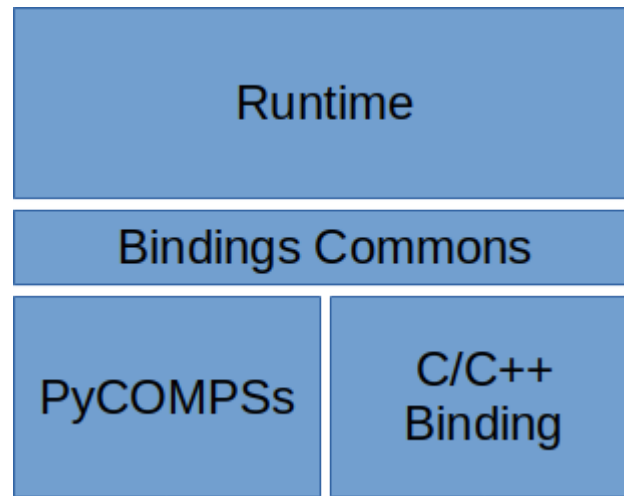 Runtime
Bindings Commons
PyCOMPSs
C/C++
Binding